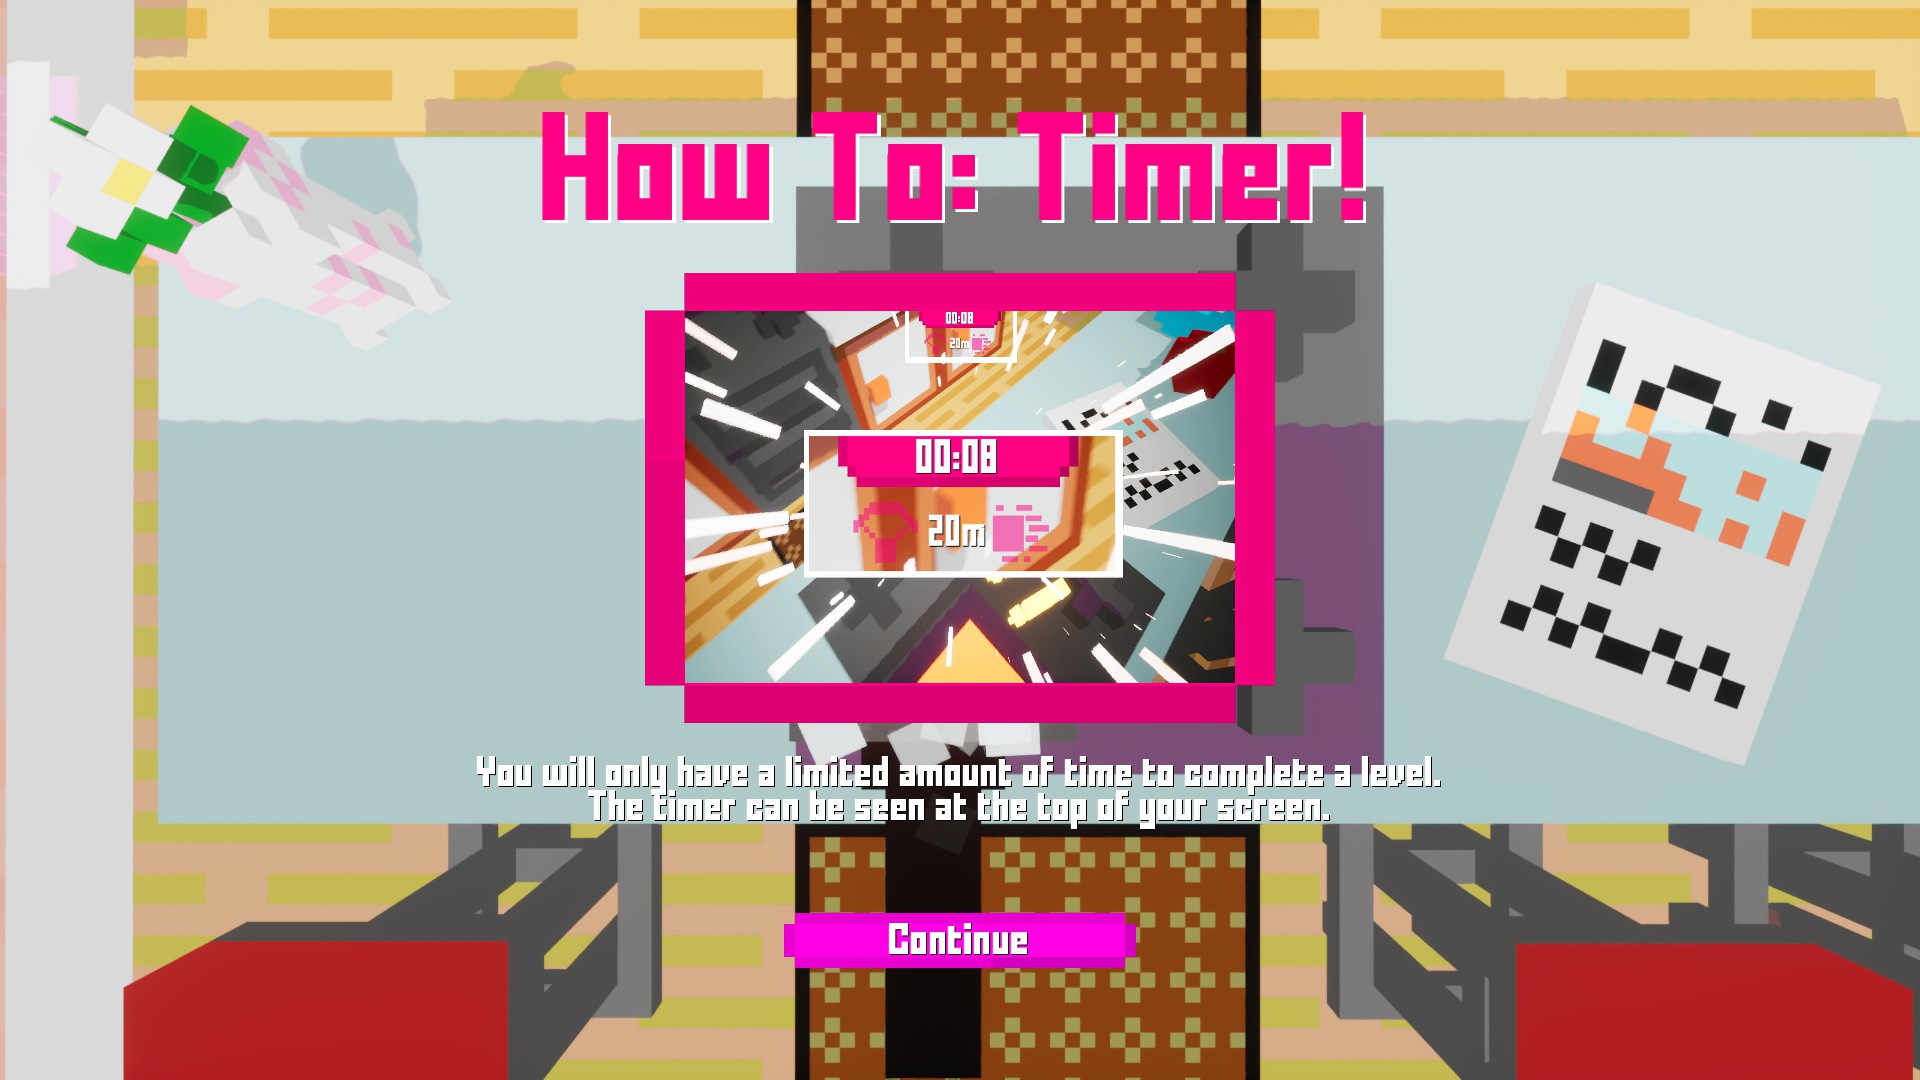 How To: Timer!
00:08
20m
00:08
20m
You will only have a limited amount of time to complete a level.
The timer can be seen at the top of your screen.
Continue